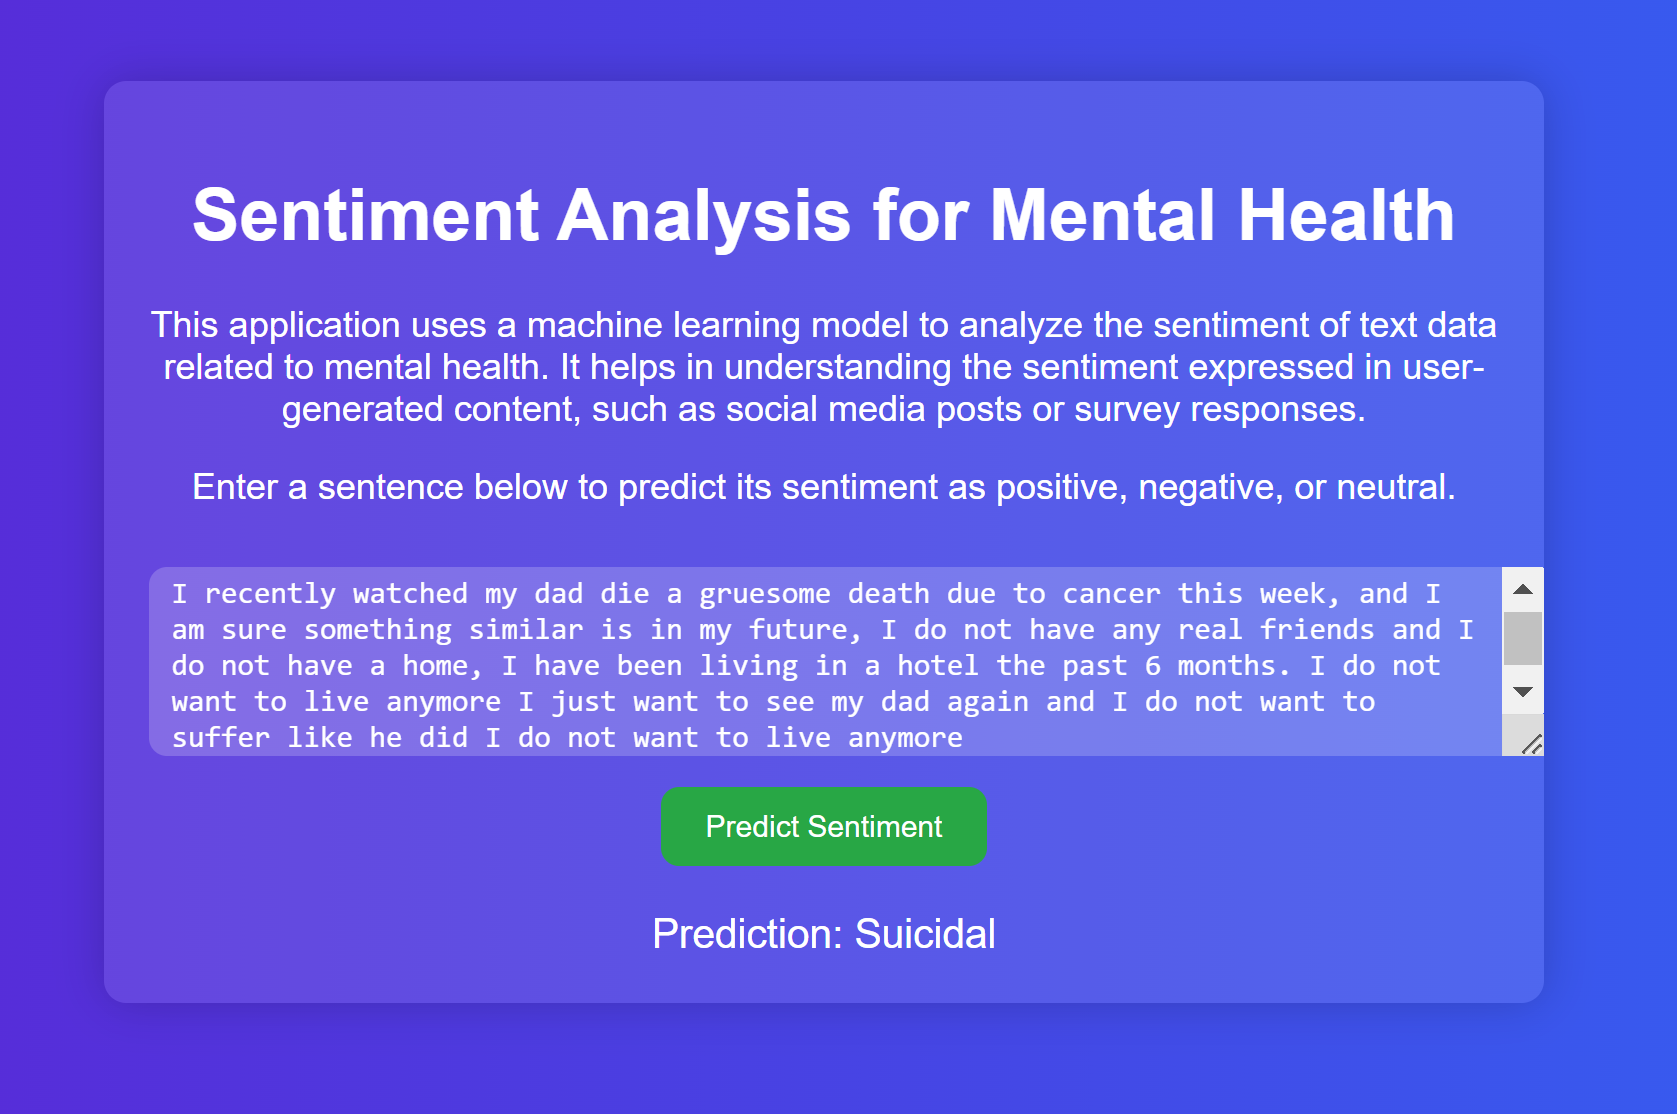 Sentiment Analysis for Mental Health
This application uses a machine learning model to analyze the sentiment of text data
related to mental health. It helps in understanding the sentiment expressed in user-
generated content, such as social media posts or survey responses.
Enter a sentence below to predict its sentiment as positive, negative, or neutral.
I recently watched my dad die a gruesome death due to cancer this week, and I
am sure something similar is in my future, I do not have any real friends and I
do not have a home, I have been living in a hotel the past 6 months. I do not
want to live anymore I just want to see my dad again and I do not want to
suffer like he did I do not want to live anymore
Predict Sentiment
Prediction: Suicidal